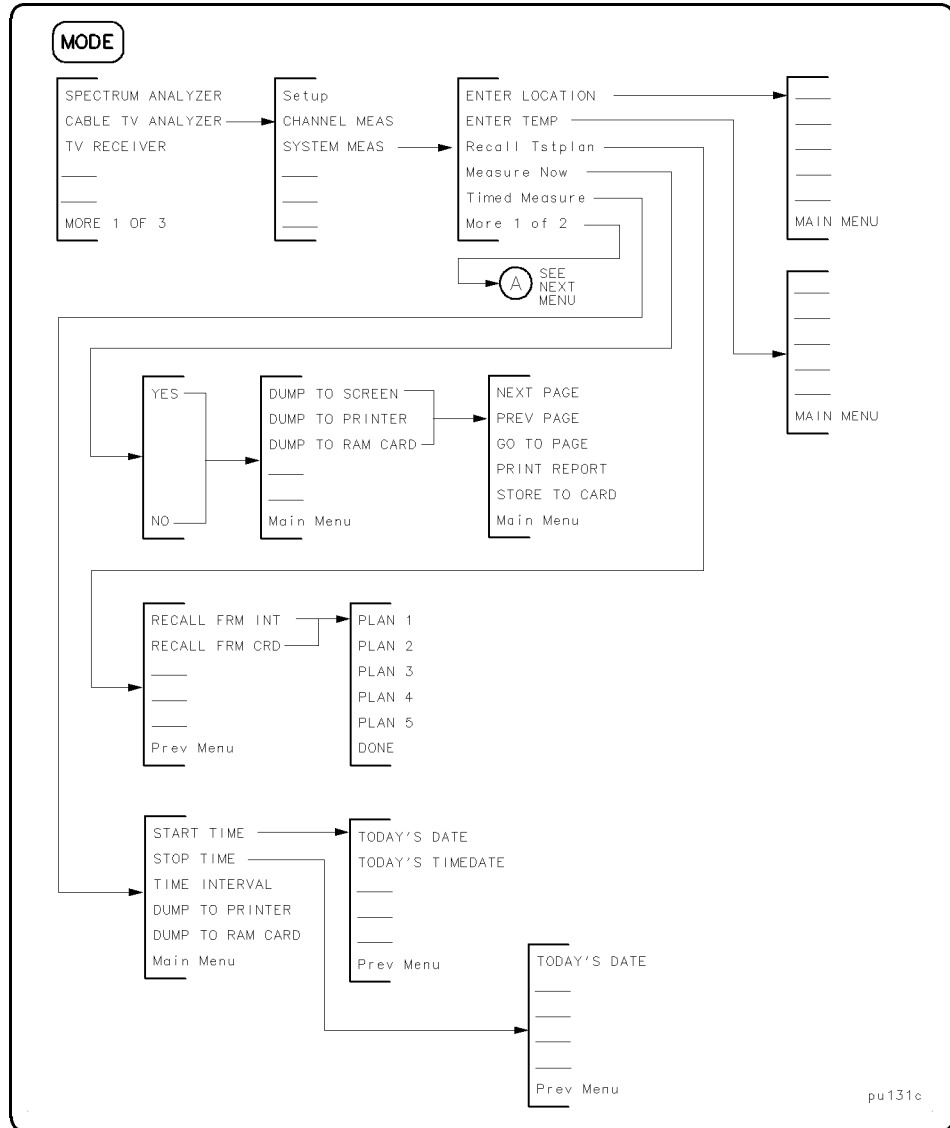 MODE
SPECTRUM ANALYZER
CABLE TV ANALYZER
TV RECEIVER
MORE 1 OF 3
Setup
CHANNEL MEAS
SYSTEM MEAS
ENTER LOCATION
ENTER TEMP
Recall Tstplan
Measure Now
Timed Measure
More 1 of 2
MAIN MENU
A
SEE
NEXT
MENU
MAIN MENU
YES
NO
DUMP TO SCREEN
DUMP TO PRINTER
DUMP TO RAM CARD
Main Menu
NEXT PAGE
PREV PAGE
GO TO PAGE
PRINT REPORT
STORE TO CARD
Main Menu
RECALL FRM INT
RECALL FRM CRD
Prev Menu
PLAN 1
PLAN 2
PLAN 3
PLAN 4
PLAN 5
DONE
START TIME
STOP TIME
TIME INTERVAL
DUMP TO PRINTER
DUMP TO RAM CARD
Main Menu
TODAY'S DATE
TODAY'S TIMEDATE
Prev Menu
TODAY'S DATE
Prev Menu
pu131c